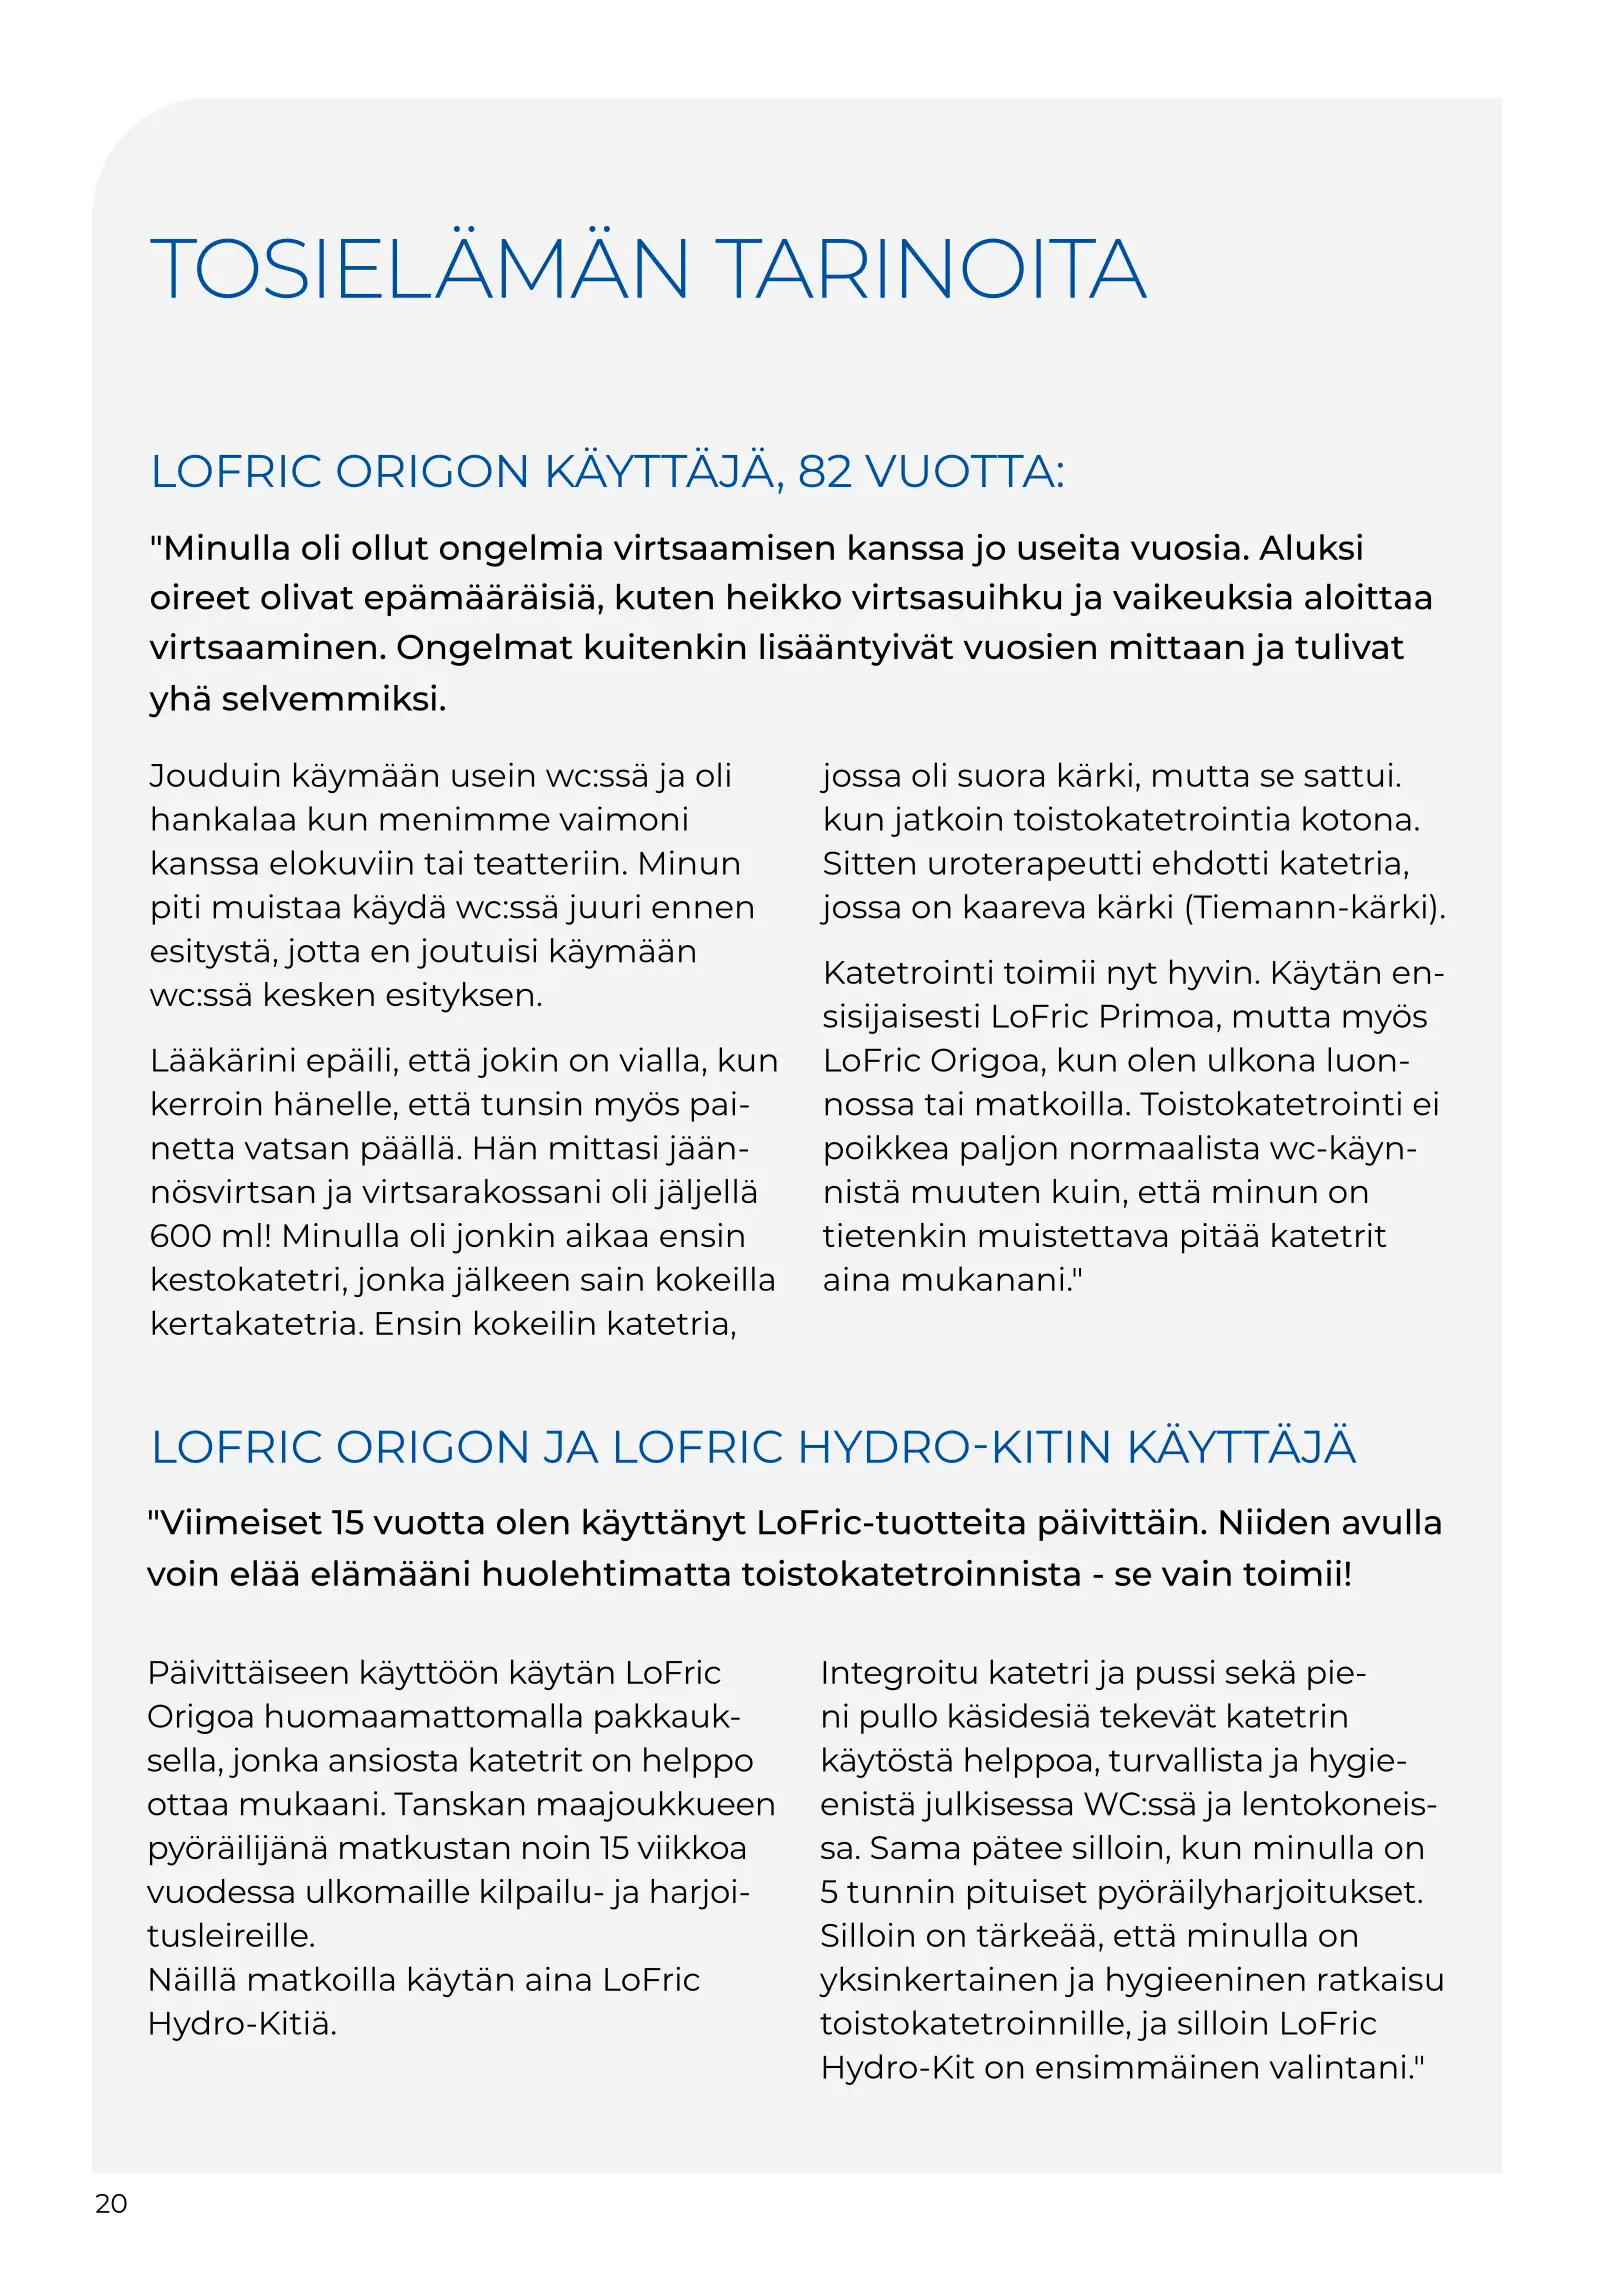 TOSIELÄMÄN TARINOITA
LOFRIC ORIGON KÄYTTÄJÄ, 82 VUOTTA:
"Minulla oli ollut ongelmia virtsaamisen kanssa jo useita vuosia. Aluksi
oireet olivat epämääräisiä, kuten heikko virtsasuihku ja vaikeuksia aloittaa
virtsaaminen. Ongelmat kuitenkin lisääntyivät vuosien mittaan ja tulivat
yhä selvemmiksi.
Jouduin käymään usein wc:ssä ja oli
hankalaa kun menimme vaimoni
kanssa elokuviin tai teatteriin. Minun
piti muistaa käydä wc:ssä juuri ennen
esitystä, jotta en joutuisi käymään
wc:ssä kesken esityksen.
Lääkärini epäili, että jokin on vialla, kun
kerroin hänelle, että tunsin myös pai-
netta vatsan päällä. Hän mittasi jään-
nösvirtsan ja virtsarakossani oli jäljellä
600 ml! Minulla oli jonkin aikaa ensin
kestokatetri, jonka jälkeen sain kokeilla
kertakatetria. Ensin kokeilin katetria,
jossa oli suora kärki, mutta se sattui.
kun jatkoin toistokatetrointia kotona.
Sitten uroterapeutti ehdotti katetria,
jossa on kaareva kärki (Tiemann-kärki).
Katetrointi toimii nyt hyvin. Käytän en-
sisijaisesti LoFric Primoa, mutta myös
LoFric Origoa, kun olen ulkona luon-
nossa tai matkoilla. Toistokatetrointi ei
poikkea paljon normaalista wc-käyn-
nistä muuten kuin, että minun on
tietenkin muistettava pitää katetrit
aina mukanani."
LOFRIC ORIGON JA LOFRIC HYDRO-KITIN KÄYTTÄJÄ
"Viimeiset 15 vuotta olen käyttänyt LoFric-tuotteita päivittäin. Niiden avulla
voin elää elämääni huolehtimatta toistokatetroinnista - se vain toimii!
Päivittäiseen käyttöön käytän LoFric
Origoa huomaamattomalla pakkauk-
sella, jonka ansiosta katetrit on helppo
ottaa mukaani. Tanskan maajoukkueen
pyöräilijänä matkustan noin 15 viikkoa
vuodessa ulkomaille kilpailu- ja harjoi-
tusleireille.
Näillä matkoilla käytän aina LoFric
Hydro-Kitiä.
Integroitu katetri ja pussi sekä pie-
ni pullo käsidesiä tekevät katetrin
käytöstä helppoa, turvallista ja hygie-
enistä julkisessa WC:ssä ja lentokoneis-
sa. Sama pätee silloin, kun minulla on
5 tunnin pituiset pyöräilyharjoitukset.
Silloin on tärkeää, että minulla on
yksinkertainen ja hygieeninen ratkaisu
toistokatetroinnille, ja silloin LoFric
Hydro-Kit on ensimmäinen valintani."
20